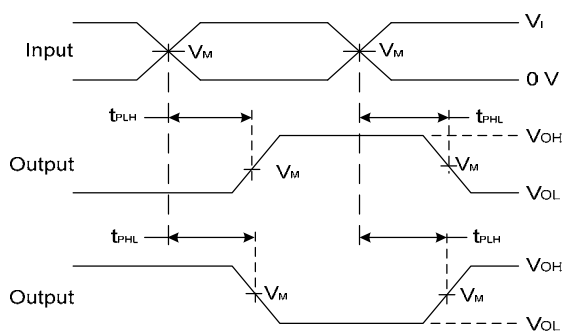 VI
Input VM VM
0 V
tPLH tPHL
VOH
Output VM VM
VOL
tPHL tPLH
VOH
Output VM VM
VOL